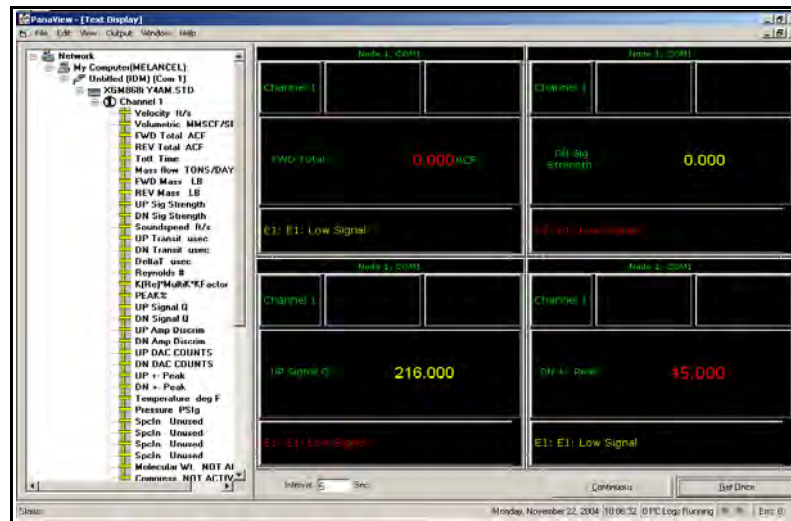 PanaView - [Text Display]
File Edit View Output Window Help
Network
My Computer(MELANCEL)
Untitled (IDM) (Com 1)
XGM868i Y4AM.STD
Channel 1
Velocity ft/s
Volumetric MMSCF/
FWD Total ACF
REV Total ACF
Totl. Time
Mass flow TONS/DAY
FWD Mass LB
REV Mass LB
UP Sig Strength
DN Sig Strength
Soundspeed ft/s
UP Transit usec
DN Transit usec
DeltaT usec
Reynolds #
K(Re)*MultiK*KFactor
PEAK%
UP Signal Q
DN Signal Q
UP Amp Discrim
DN Amp Discrim
UP DAC COUNTS
DN DAC COUNTS
UP +- Peak
DN +- Peak
Temperature deg F
Pressure PSIg
SpcIn Unused
SpcIn Unused
SpcIn Unused
SpcIn Unused
Molecular Wt. NOT
Compress NOT ACTIV
Node 1, COM1
Channel 1
FWD Total 0.000 ACF
E1: E1: Low Signal
Node 1, COM1
Channel 1
Sig Strength 0.000
E1: E1: Low Signal
Node 1, COM1
Channel 1
UP Signal Q 216.000
E1: E1: Low Signal
Node 1, COM1
Channel 1
DN +- Peak 45.000
E1: E1: Low Signal
Interval Sec
Continuous
Get Once
Status:
Monday, November 22, 2004 10:06:32 0 PC Logs Running Err: 0